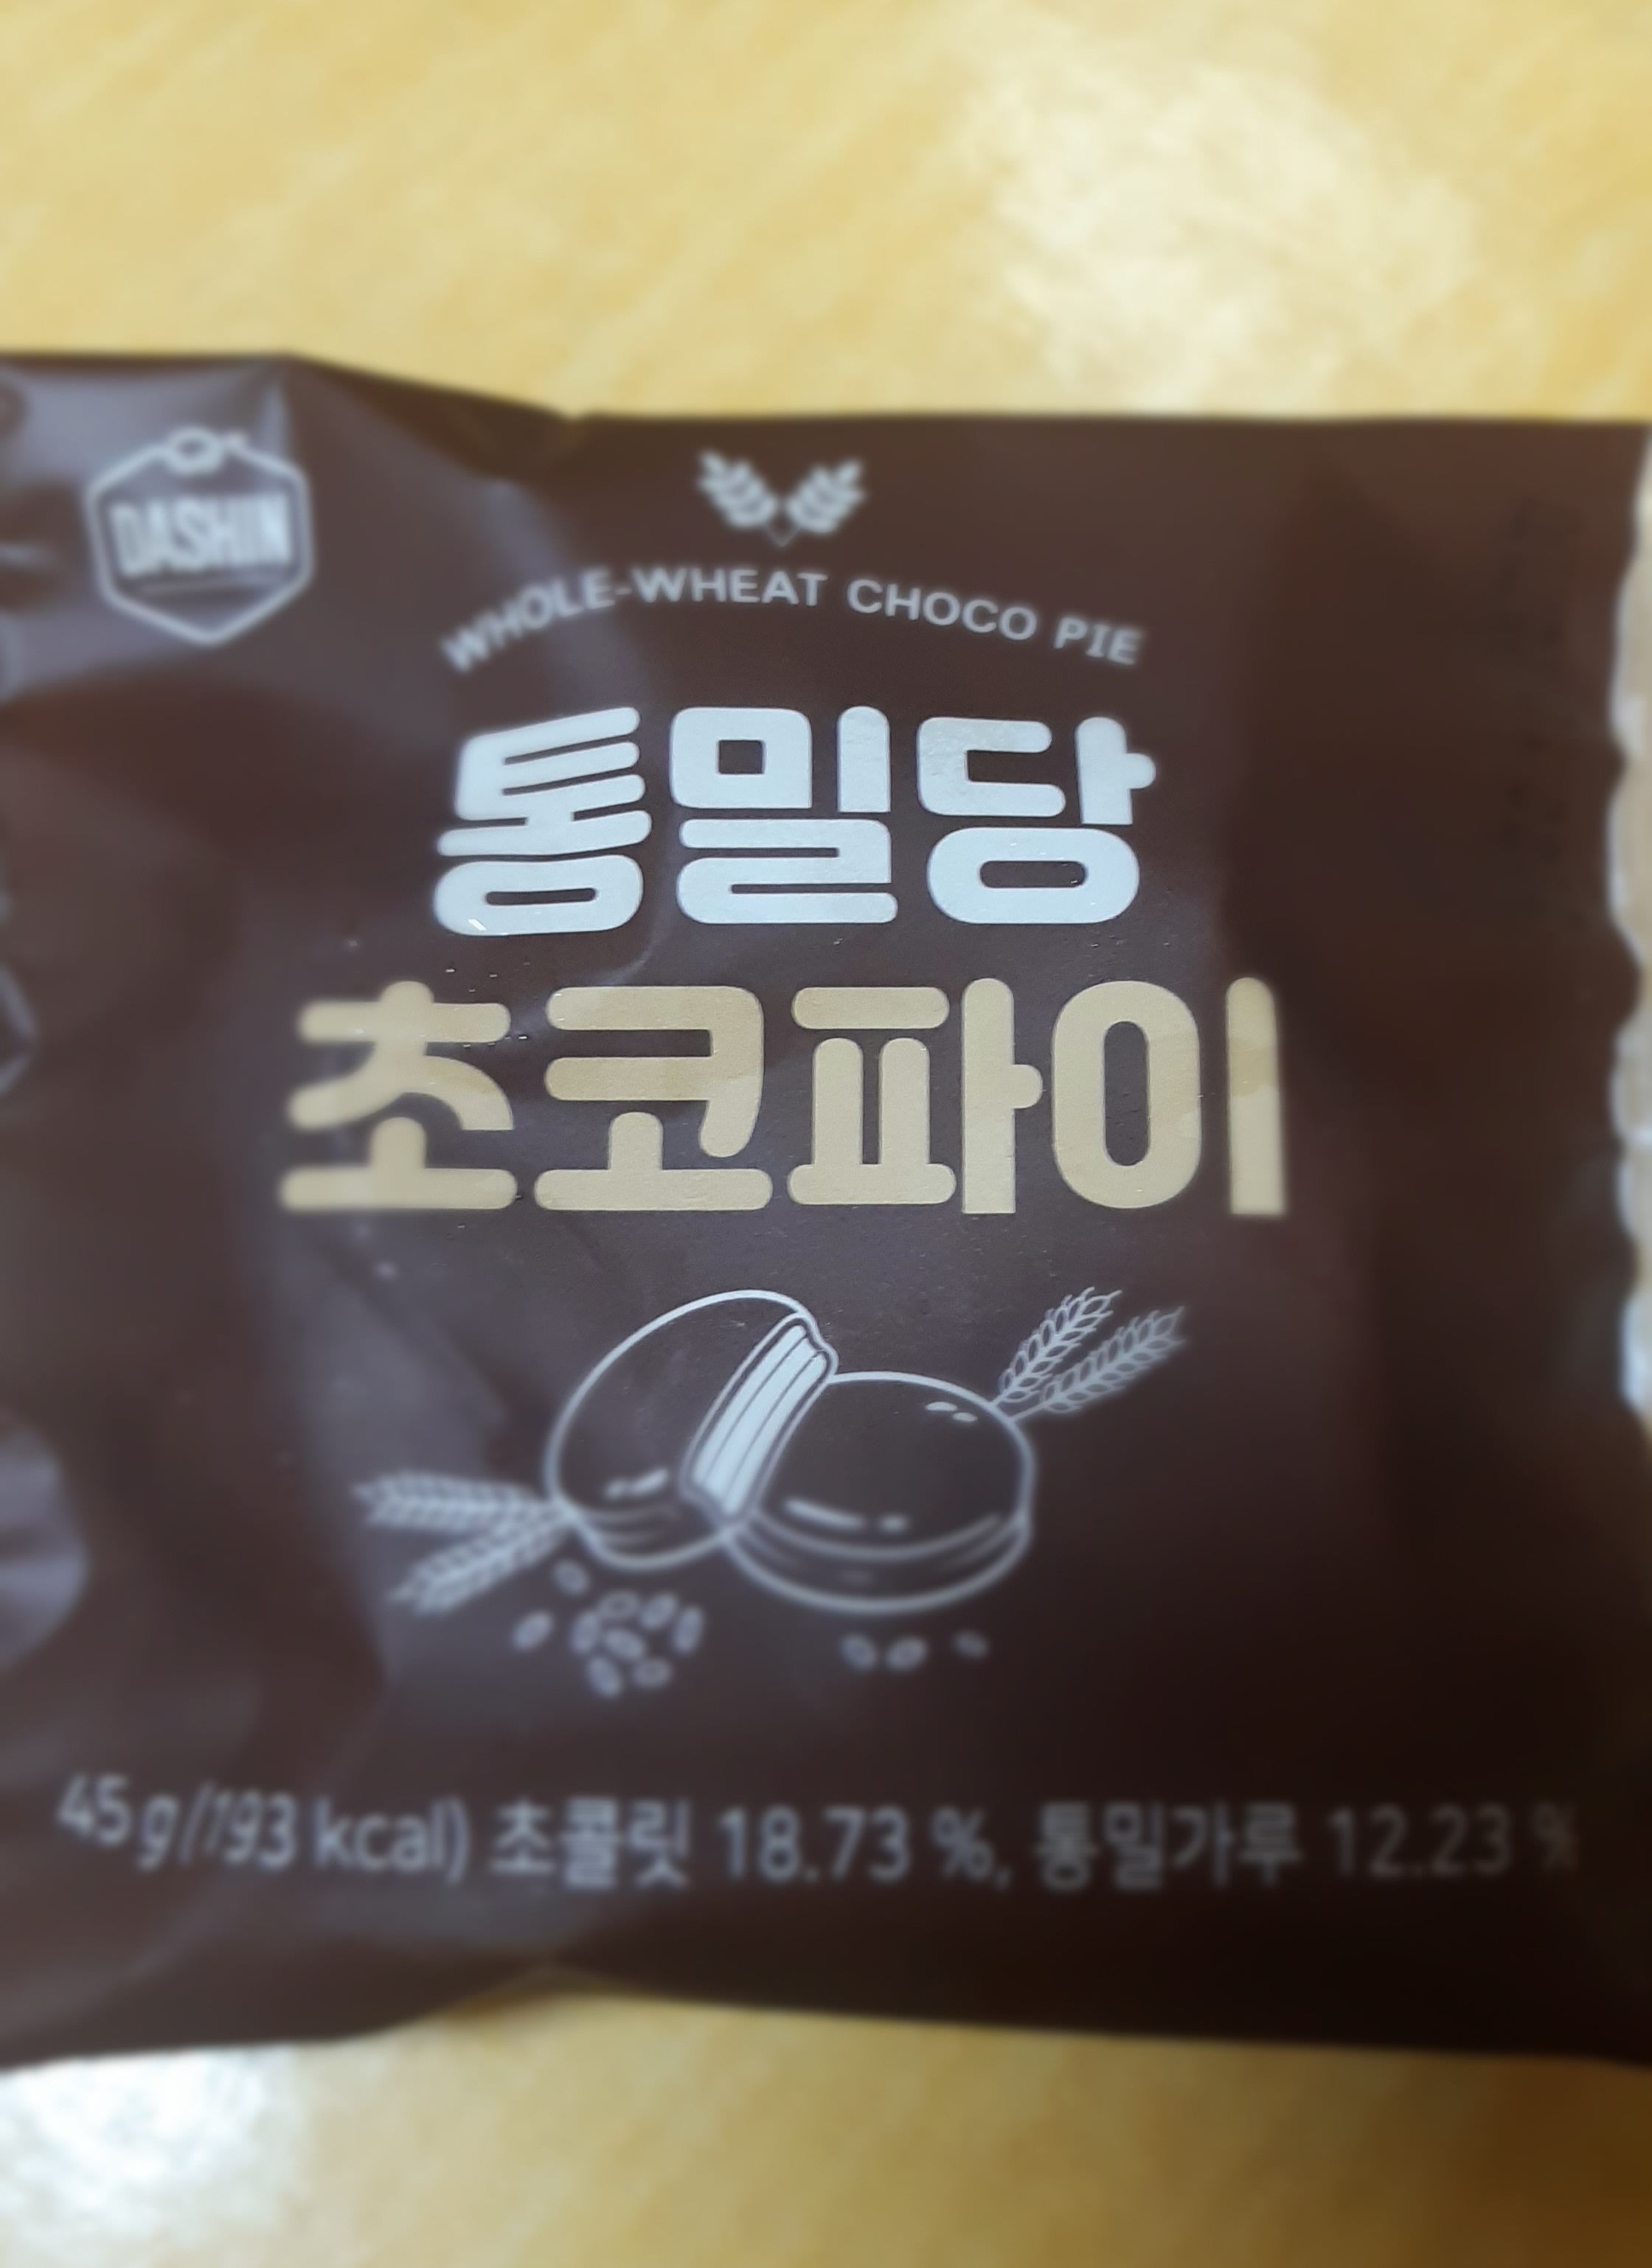 DASHIN
WHOLE-WHEAT CHOCO PIE
통밀당
초코파이
45g/193 kcal) 초콜릿 18.73 %, 통밀가루 12.23 %